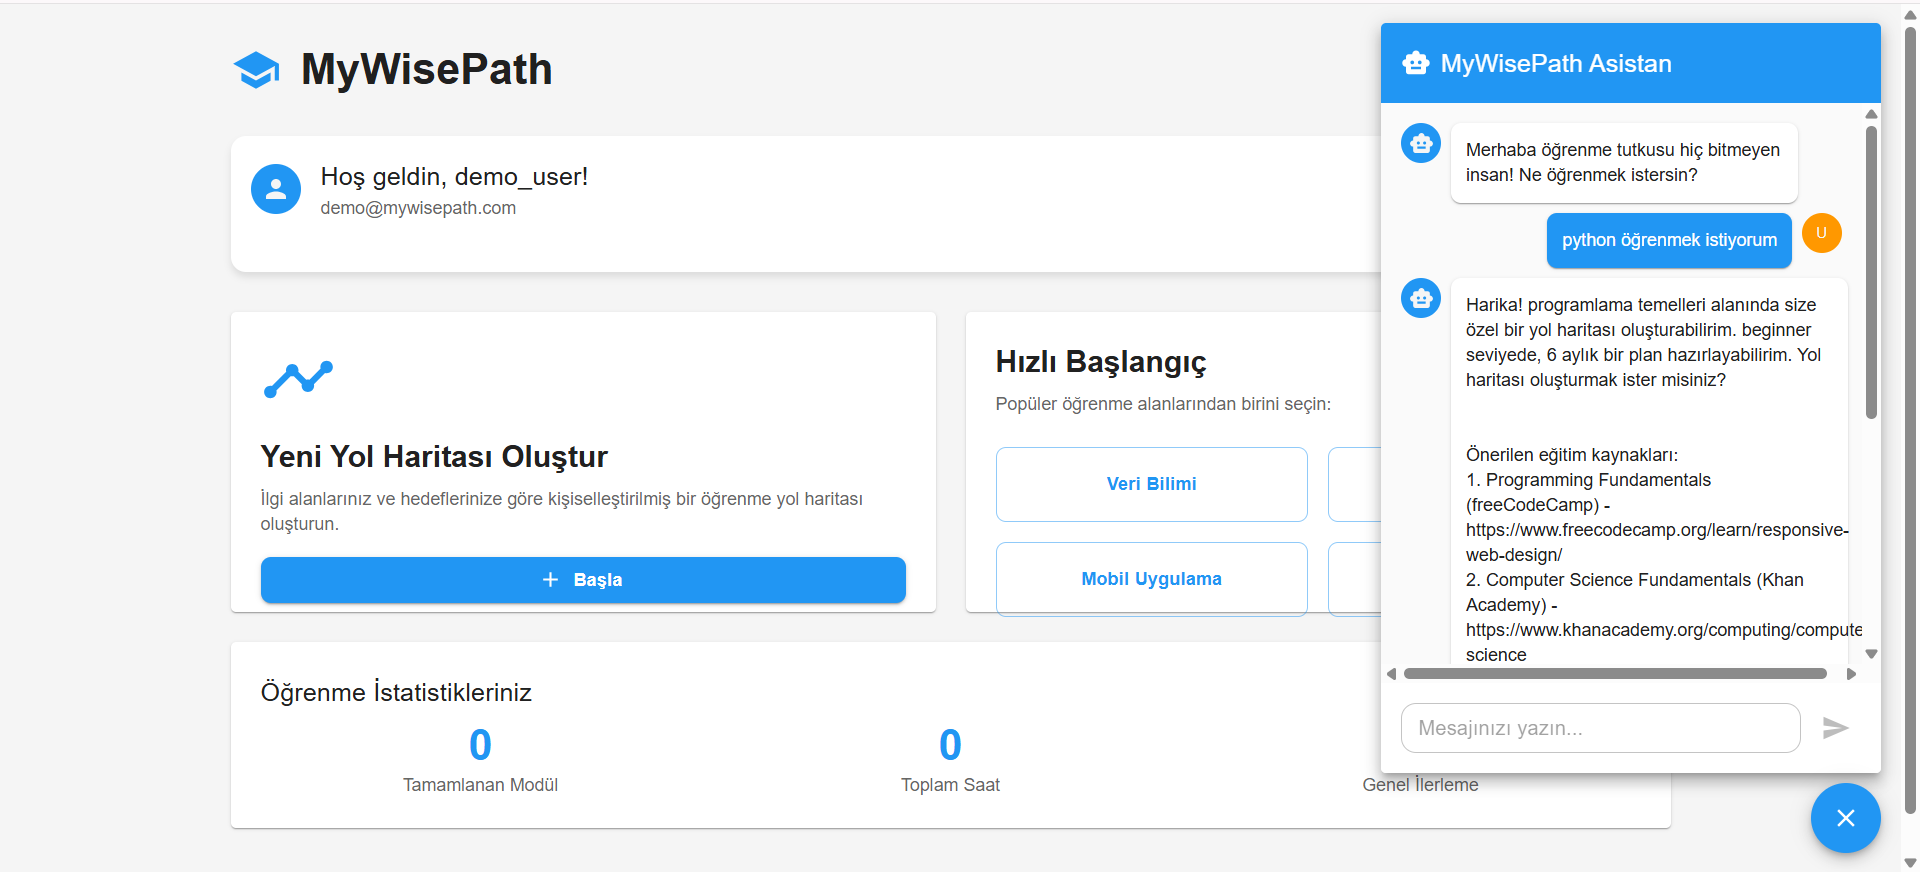 MyWisePath
Hoş geldin, demo_user!
demo@mywisepath.com
Yeni Yol Haritası Oluştur
İlgi alanlarınız ve hedeflerinize göre kişiselleştirilmiş bir öğrenme yol haritası
oluşturun.
Başla
Hızlı Başlangıç
Popüler öğrenme alanlarından birini seçin:
Veri Bilimi
Mobil Uygulama
Öğrenme İstatistikleriniz
0
Tamamlanan Modül
0
Toplam Saat
Genel İlerleme
MyWisePath Asistan
Merhaba öğrenme tutkusu hiç bitmeyen
insan! Ne öğrenmek istersin?
python öğrenmek istiyorum
U
Harika! programlama temelleri alanında size
özel bir yol haritası oluşturabilirim. beginner
seviyede, 6 aylık bir plan hazırlayabilirim. Yol
haritası oluşturmak ister misiniz?
Önerilen eğitim kaynakları:
1. Programming Fundamentals
(freeCodeCamp) -
https://www.freecodecamp.org/learn/responsive-
web-design/
2. Computer Science Fundamentals (Khan
Academy) -
https://www.khanacademy.org/computing/compute
science
Mesajınızı yazın...